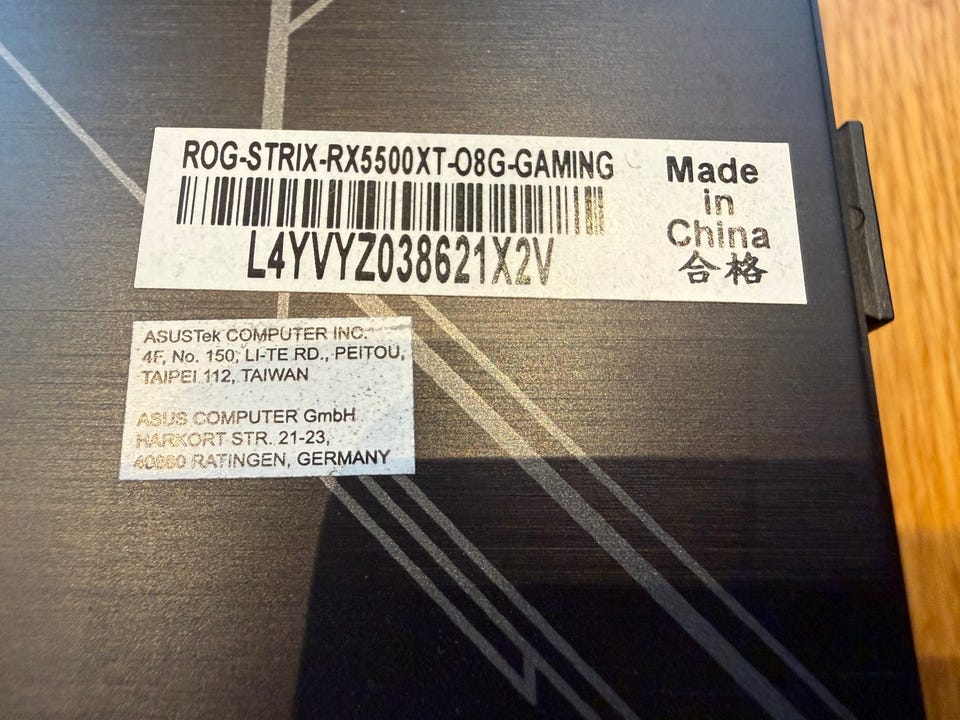 ROG-STRIX-RX5500XT-O8G-GAMING
L4YVYZ038621X2V
Made
in
China
合格
ASUSTek COMPUTER INC.
4F, No. 150, LI-TE RD., PEITOU,
TAIPEI 112, TAIWAN
ASUS COMPUTER GmbH
HARKORT STR. 21-23,
40880 RATINGEN, GERMANY